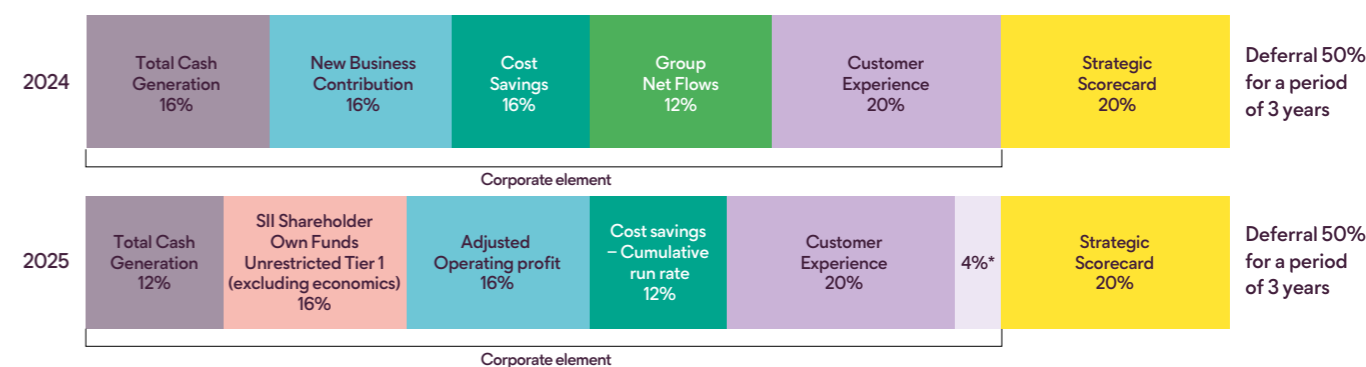 2024
Total Cash
Generation
16%
New Business
Contribution
16%
Cost
Savings
16%
Group
Net Flows
12%
Customer
Experience
20%
Strategic
Scorecard
20%
Deferral 50%
for a period
of 3 years
Corporate element
2025
Total Cash
Generation
12%
SII Shareholder
Own Funds
Unrestricted Tier 1
(excluding economics)
16%
Adjusted
Operating profit
16%
Cost savings
– Cumulative
run rate
12%
Customer
Experience
20%
4%*
Strategic
Scorecard
20%
Deferral 50%
for a period
of 3 years
Corporate element